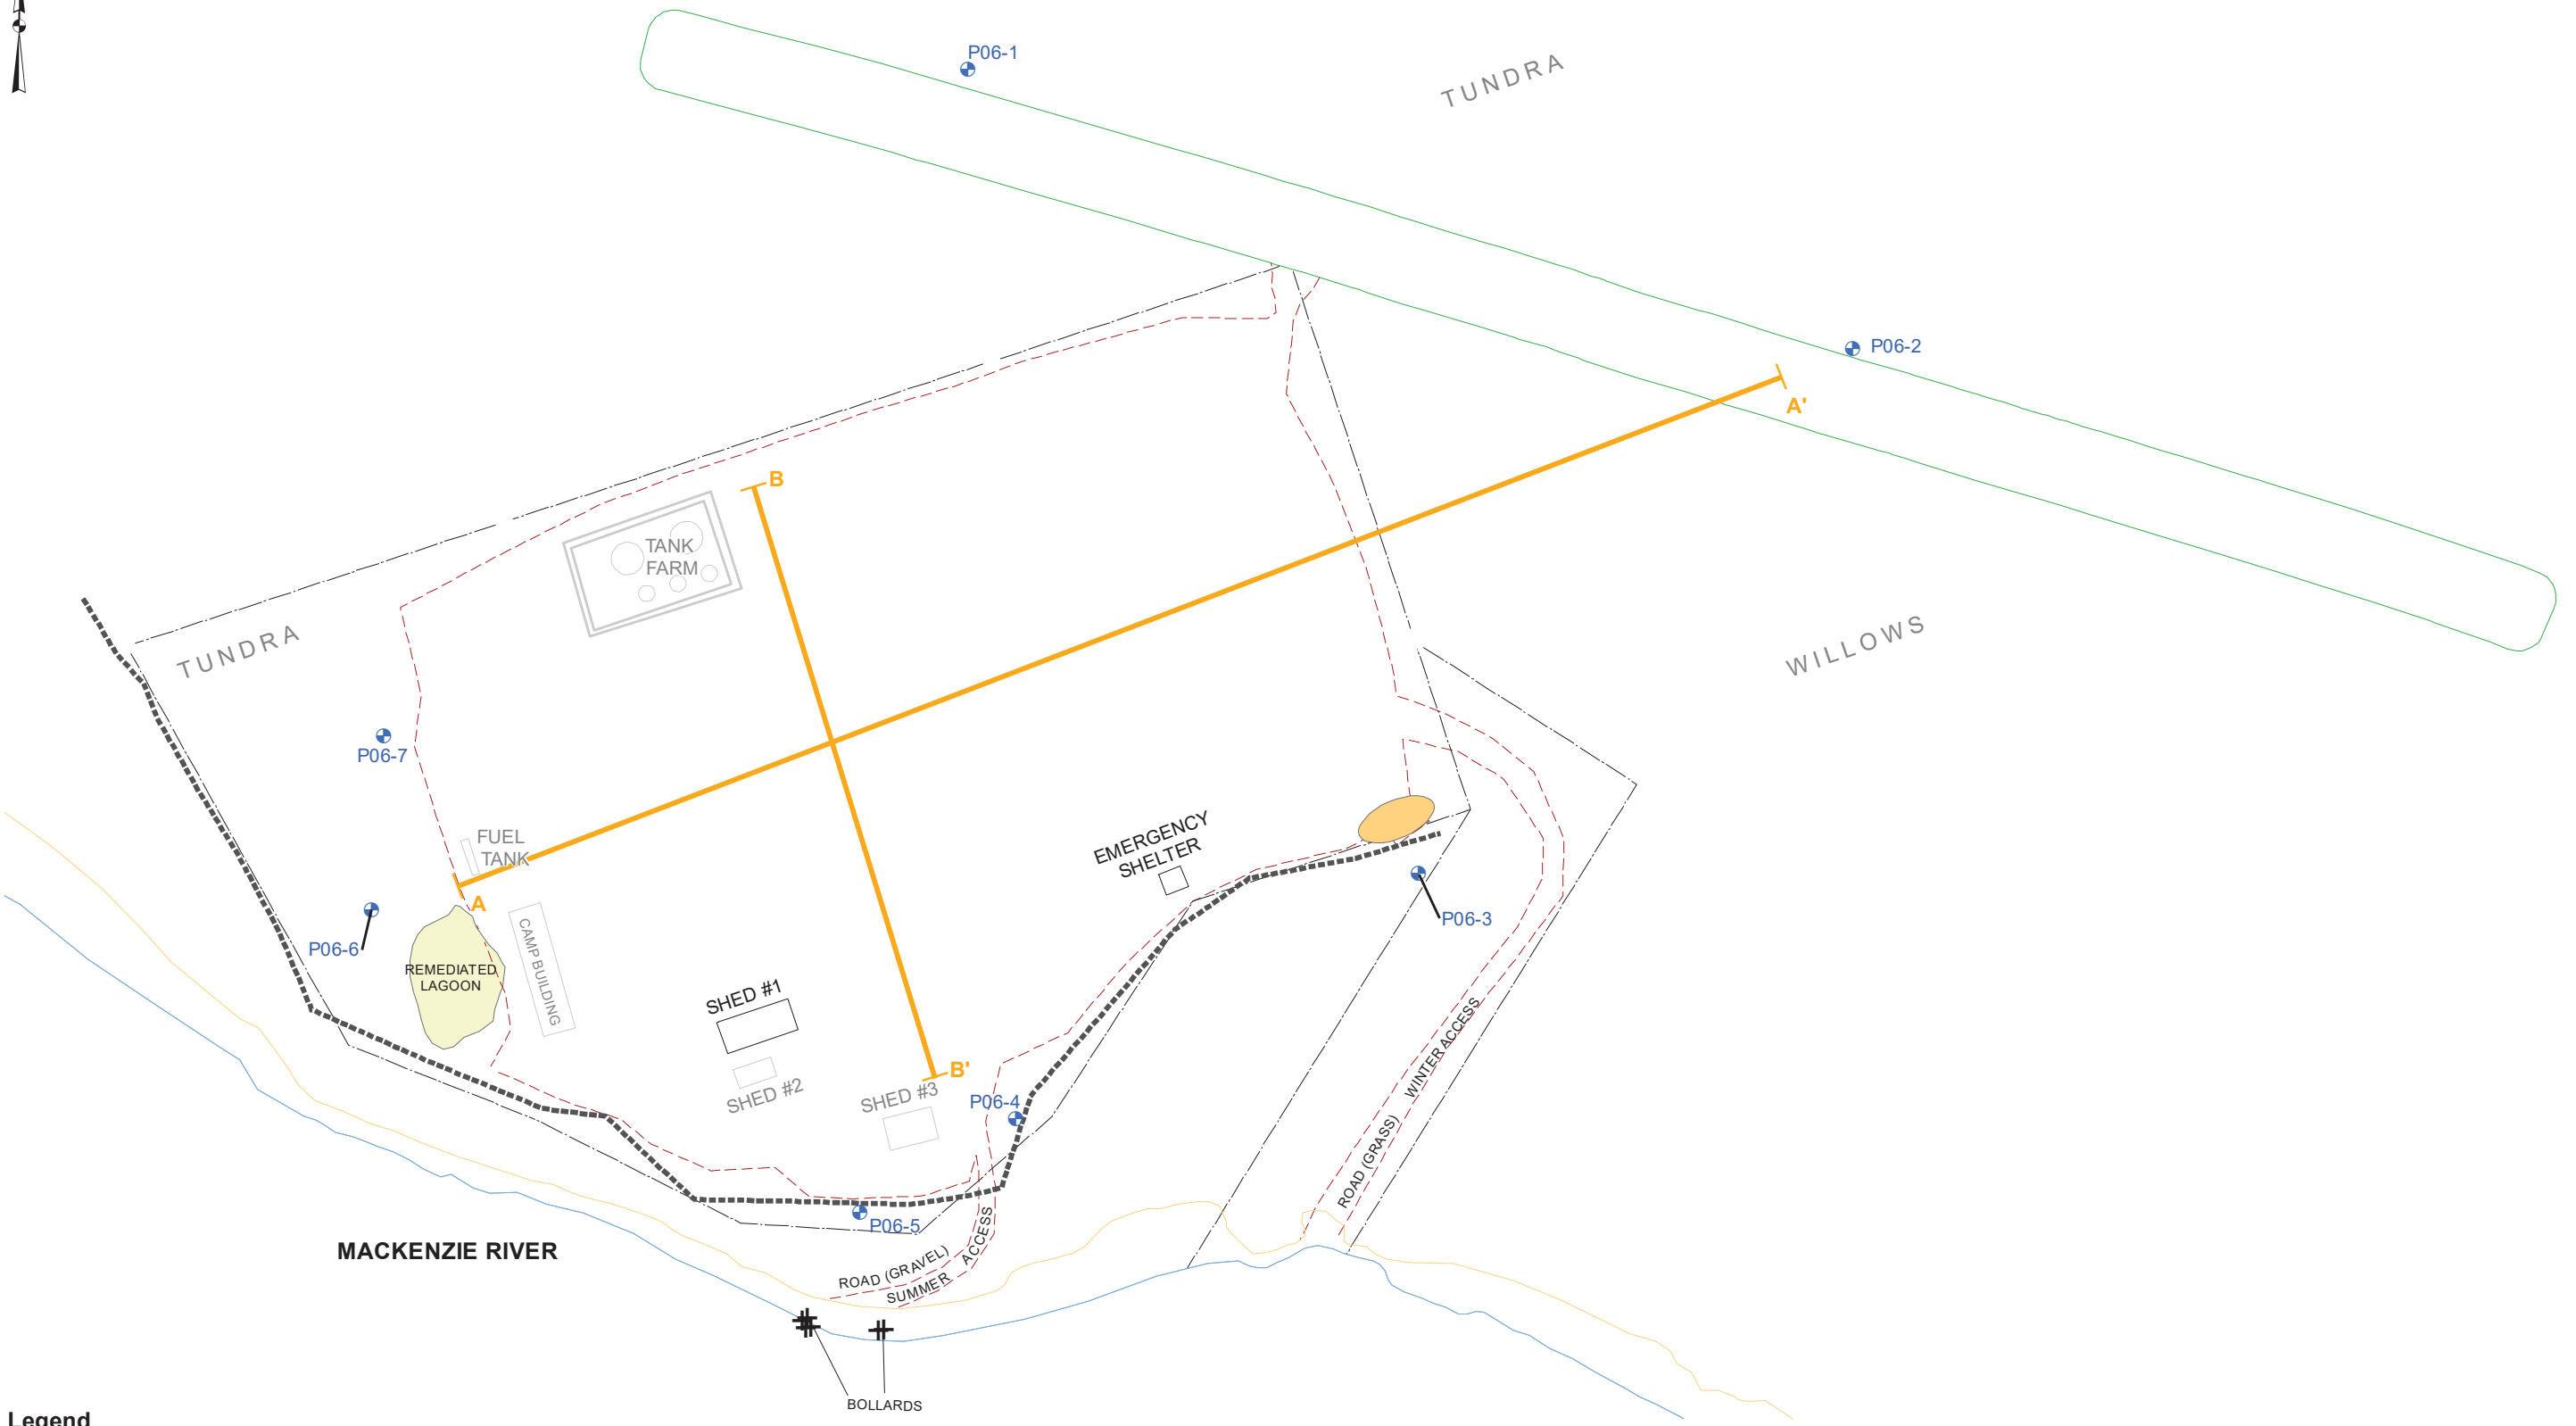 P06-1
TUNDRA
P06-2
A'
B
TANK
FARM
TUNDRA
WILLOWS
P06-7
FUEL
TANK
EMERGENCY
SHELTER
A
P06-3
P06-6
CAMP BUILDING
REMEDIATED
LAGOON
SHED #1
WINTER ACCESS
ROAD (GRASS)
B'
SHED #2
SHED #3
P06-4
P06-5
MACKENZIE RIVER
ROAD (GRAVEL)
SUMMER ACCESS
BOLLARDS
Legend